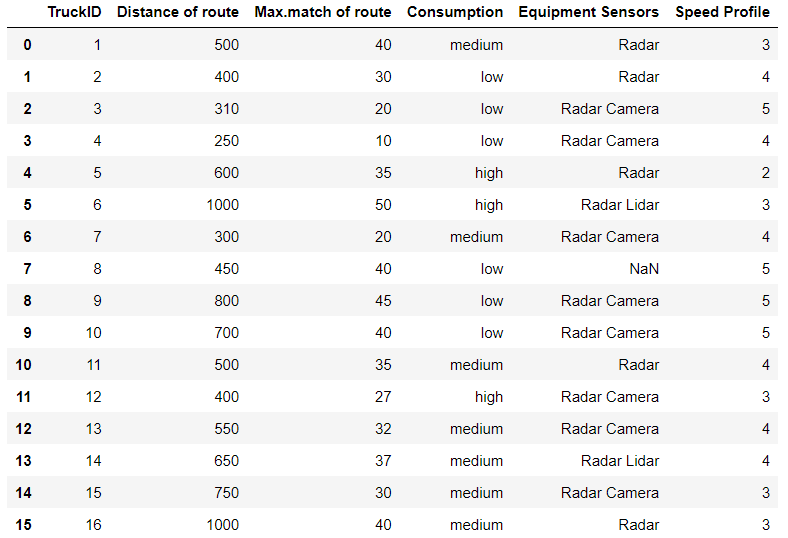 TruckID Distance of route Max.match of route Consumption Equipment Sensors Speed Profile
0 1 500 40 medium Radar 3
1 2 400 30 low Radar 4
2 3 310 20 low Radar Camera 5
3 4 250 10 low Radar Camera 4
4 5 600 35 high Radar 2
5 6 1000 50 high Radar Lidar 3
6 7 300 20 medium Radar Camera 4
7 8 450 40 low NaN 5
8 9 800 45 low Radar Camera 5
9 10 700 40 low Radar Camera 5
10 11 500 35 medium Radar 4
11 12 400 27 high Radar Camera 3
12 13 550 32 medium Radar Camera 4
13 14 650 37 medium Radar Lidar 4
14 15 750 30 medium Radar Camera 3
15 16 1000 40 medium Radar 3